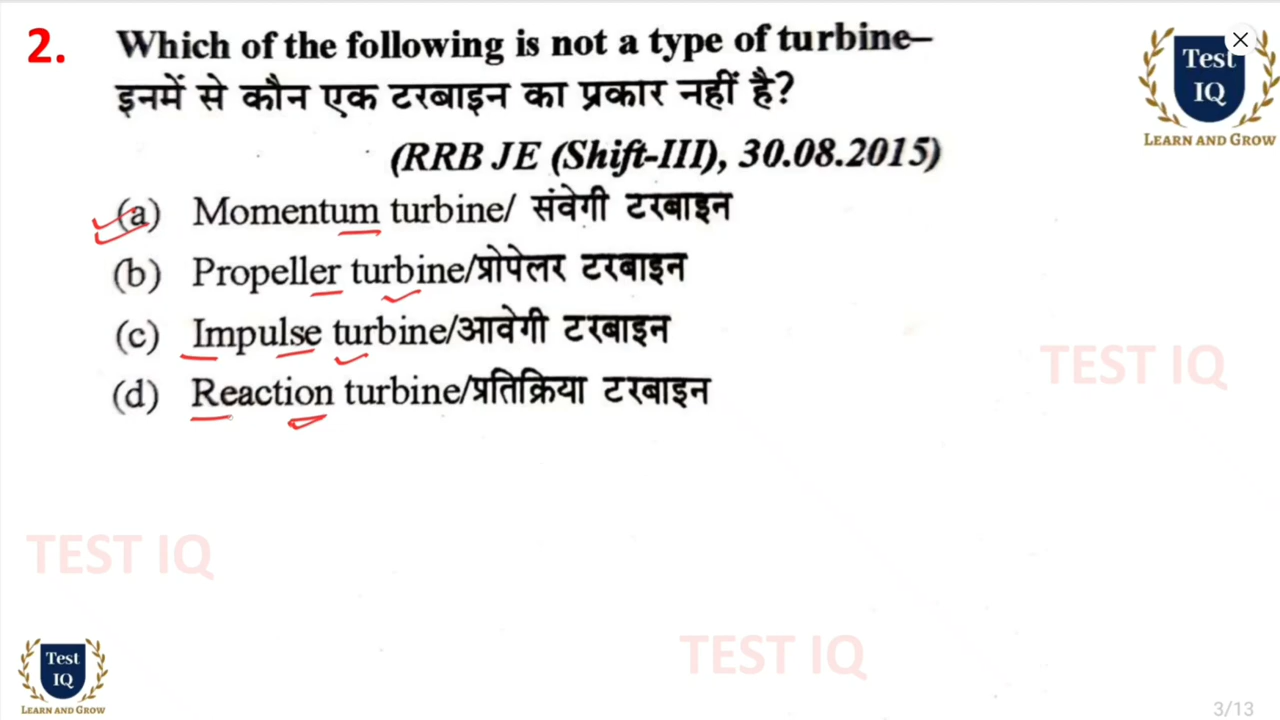 2.
Which of the following is not a type of turbine–
इनमें से कौन एक टरबाइन का प्रकार नहीं है?
(RRB JE (Shift-III), 30.08.2015)
(a) Momentum turbine/ संवेगी टरबाइन
(b) Propeller turbine/प्रोपेलर टरबाइन
(c) Impulse turbine/आवेगी टरबाइन
(d) Reaction turbine/प्रतिक्रिया टरबाइन
Test
IQ
LEARN AND GROW
TEST IQ
TEST IQ
TEST IQ
Test
IQ
LEARN AND GROW
3/13